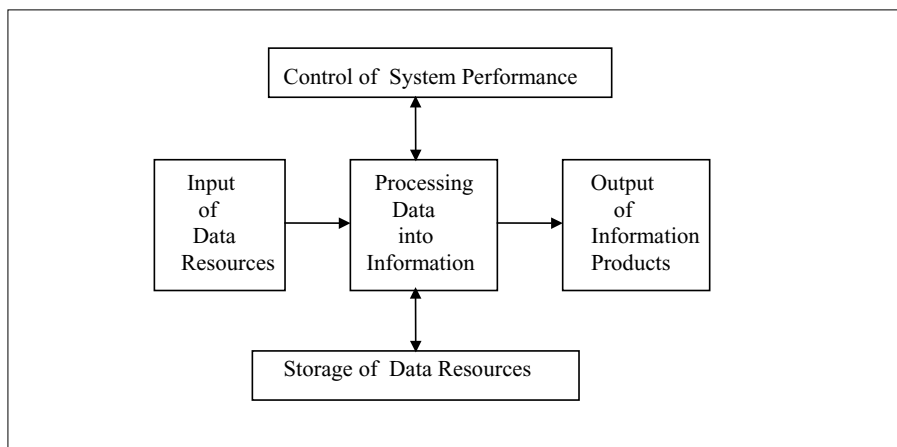 Control of System Performance
Input
of
Data
Resources
Processing
Data
into
Information
Output
of
Information
Products
Storage of Data Resources